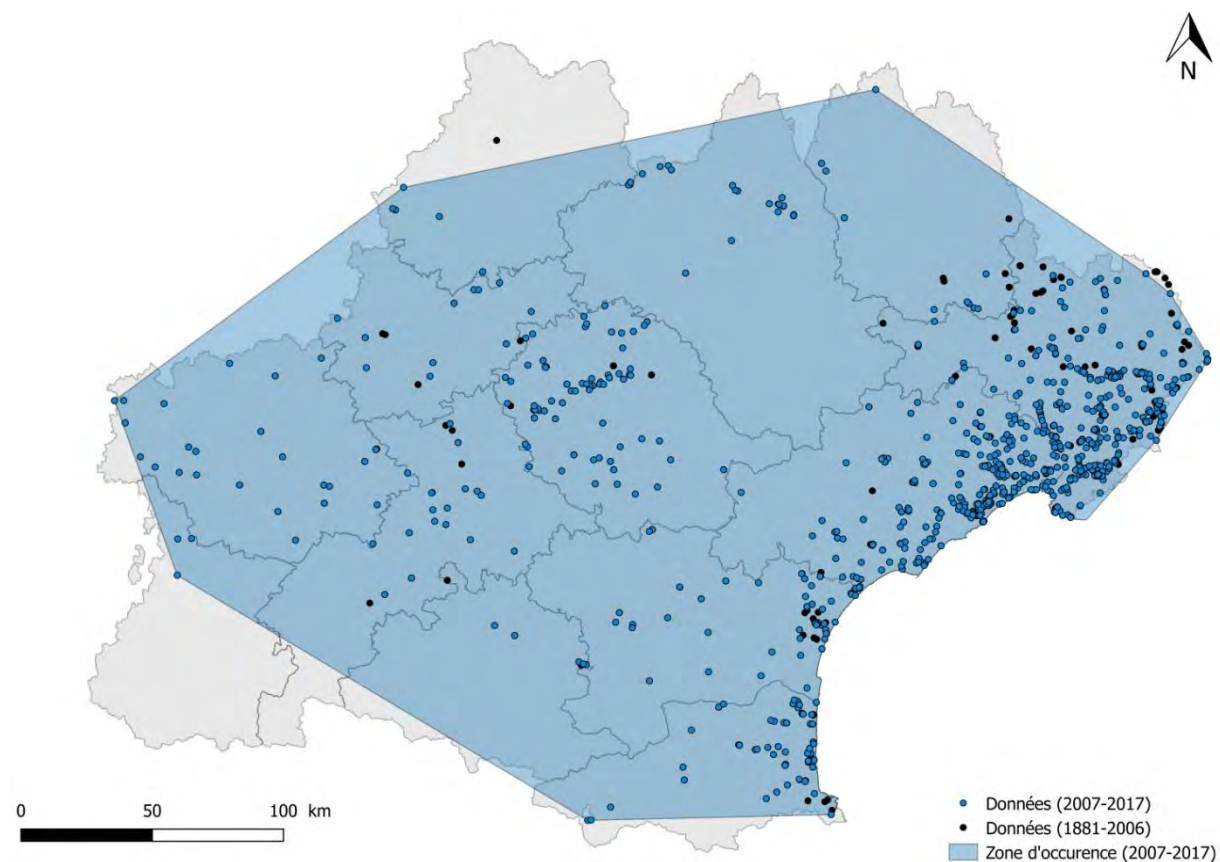 N
0 50 100 km
Données (2007-2017)
Données (1881-2006)
Zone d'occurence (2007-2017)